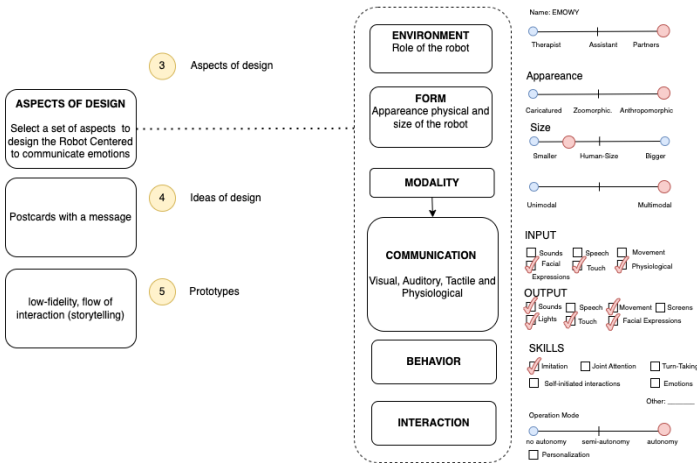 ASPECTS OF DESIGN
Select a set of aspects to
design the Robot Centered
to communicate emotions
Postcards with a message
low-fidelity, flow of
interaction (storytelling)
3
Aspects of design
4
Ideas of design
5
Prototypes
ENVIRONMENT
Role of the robot
FORM
Appareance physical and
size of the robot
MODALITY
COMMUNICATION
Visual, Auditory, Tactile and
Physiological
BEHAVIOR
INTERACTION
Name: EMOWY
Therapist Assistant Partners
Appareance
Caricatured Zoomorphic. Anthropomorphic
Size
Smaller Human-Size Bigger
Unimodal Multimodal
INPUT
Sounds Speech Movement
Facial Expressions Touch Physiological
OUTPUT
Sounds Speech Movement Screens
Lights Touch Facial Expressions
SKILLS
Imitation Joint Attention Turn-Taking
Self-initiated interactions Emotions
Other: _______
Operation Mode
no autonomy semi-autonomy autonomy
Personalization